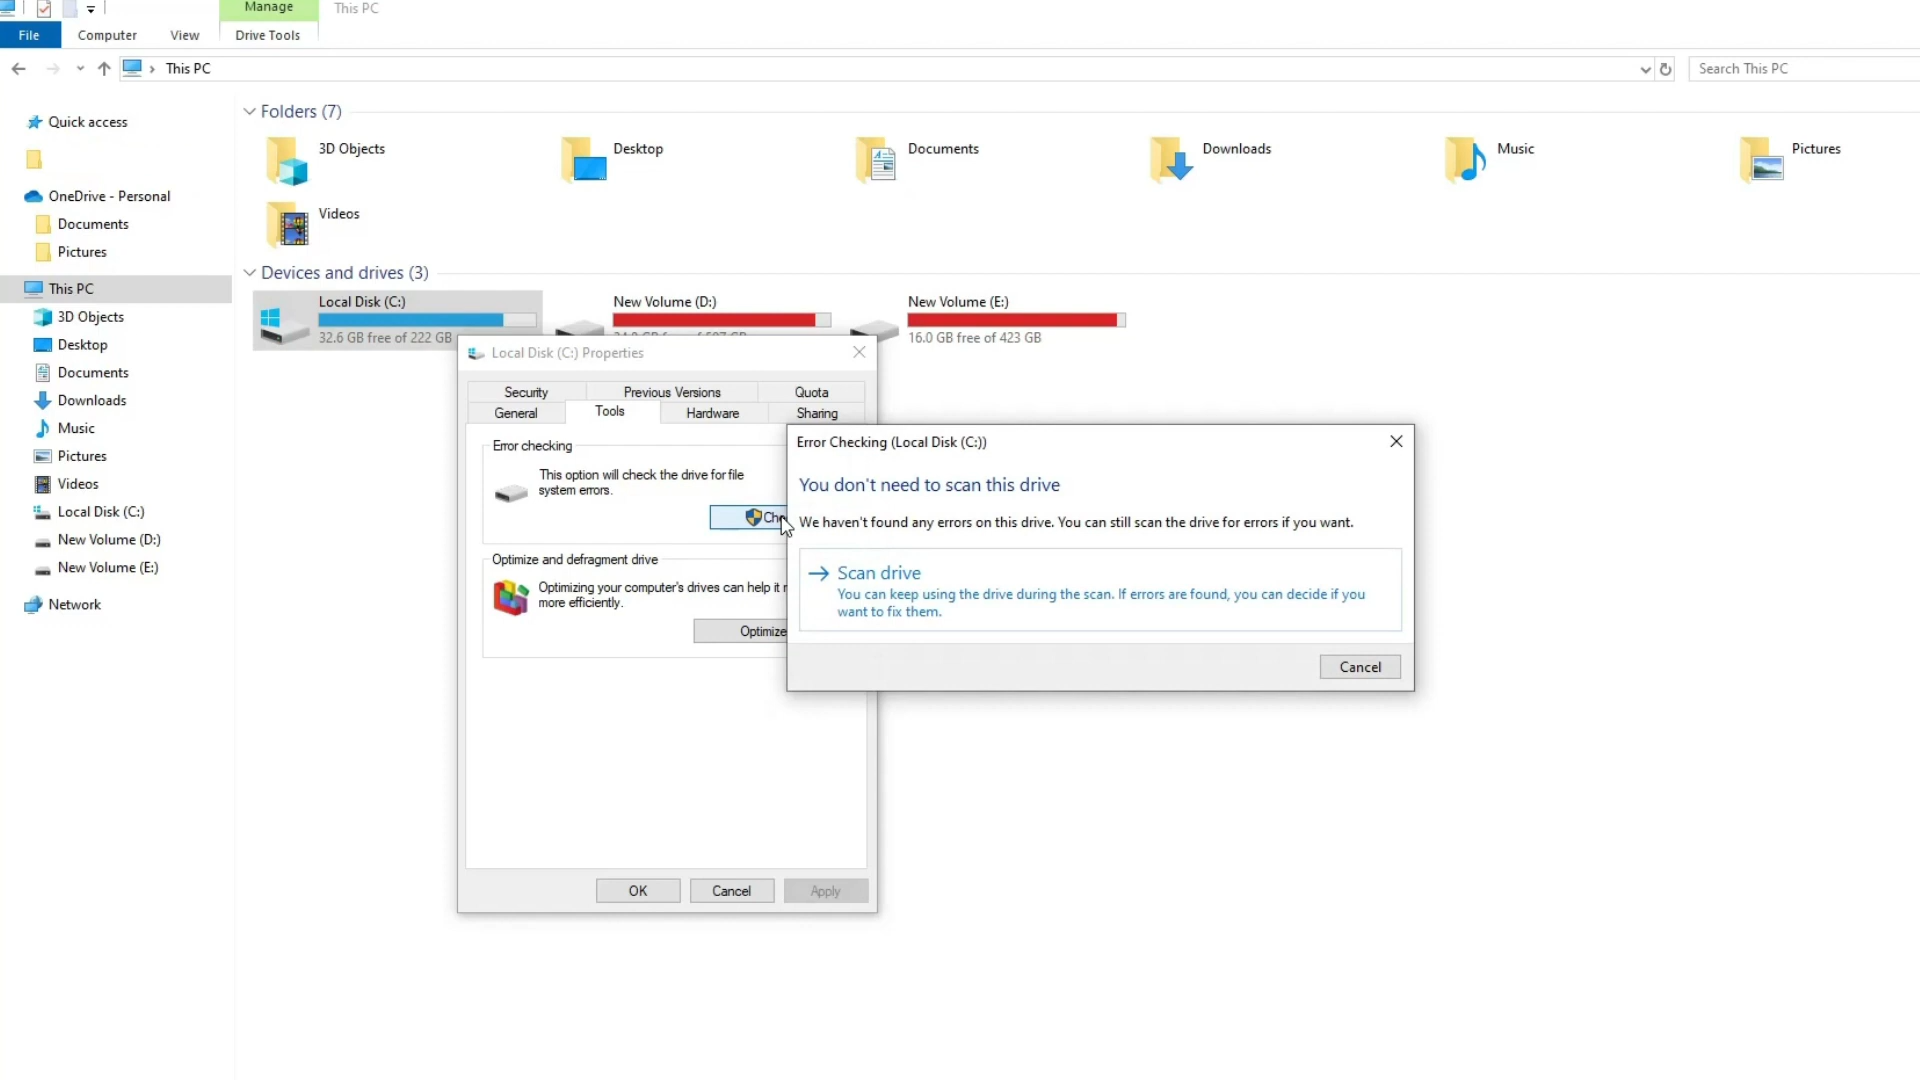 Manage
This PC
File
Computer
View
Drive Tools
This PC
Search This PC
Quick access
OneDrive - Personal
Documents
Pictures
This PC
3D Objects
Desktop
Documents
Downloads
Music
Pictures
Videos
Local Disk (C:)
New Volume (D:)
New Volume (E:)
Network
Folders (7)
3D Objects
Desktop
Documents
Downloads
Music
Pictures
Videos
Devices and drives (3)
Local Disk (C:)
32.6 GB free of 222 GB
New Volume (D:)
New Volume (E:)
16.0 GB free of 423 GB
Local Disk (C:) Properties
Security
Previous Versions
Quota
General
Tools
Hardware
Sharing
Error checking
This option will check the drive for file
system errors.
Che
Optimize and defragment drive
Optimizing your computer's drives can help it r
more efficiently.
Optimize
OK
Cancel
Apply
Error Checking (Local Disk (C:))
You don't need to scan this drive
We haven't found any errors on this drive. You can still scan the drive for errors if you want.
Scan drive
You can keep using the drive during the scan. If errors are found, you can decide if you
want to fix them.
Cancel